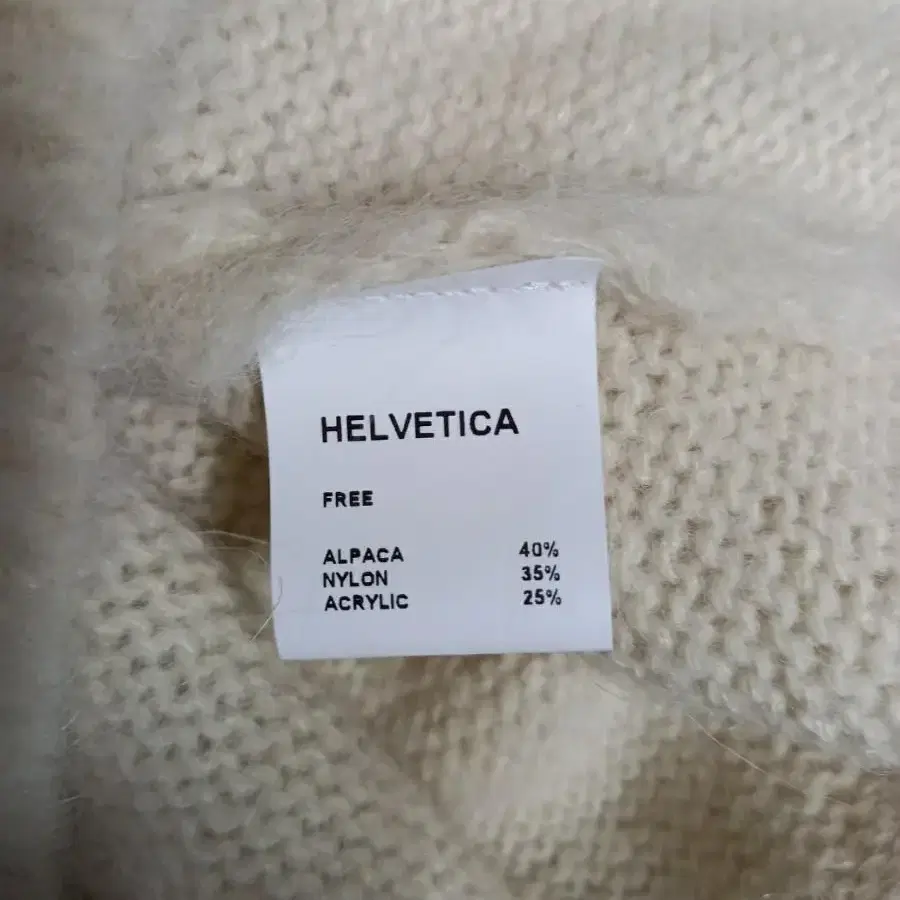 HELVETICA
FREE
ALPACA 40%
NYLON 35%
ACRYLIC 25%